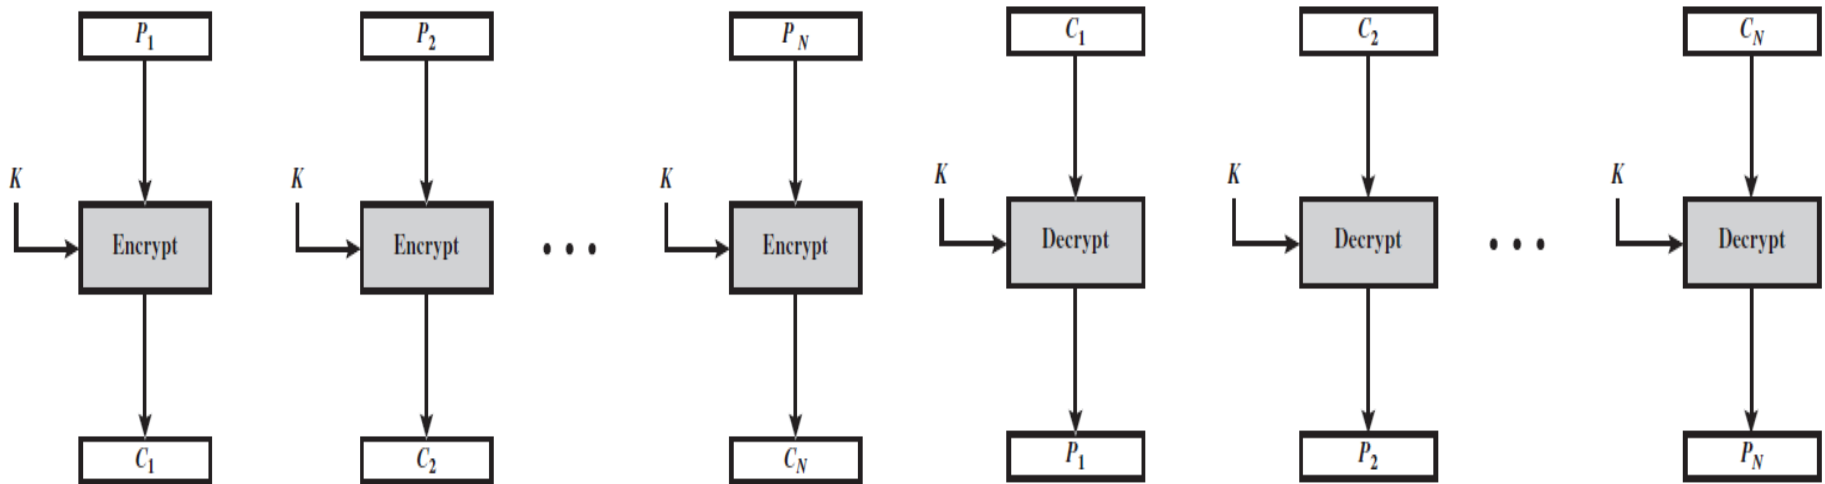 P1 P2 PN C1 C2 CN
K K K K K K
Encrypt Encrypt • • • Encrypt Decrypt Decrypt • • • Decrypt
C1 C2 CN P1 P2 PN